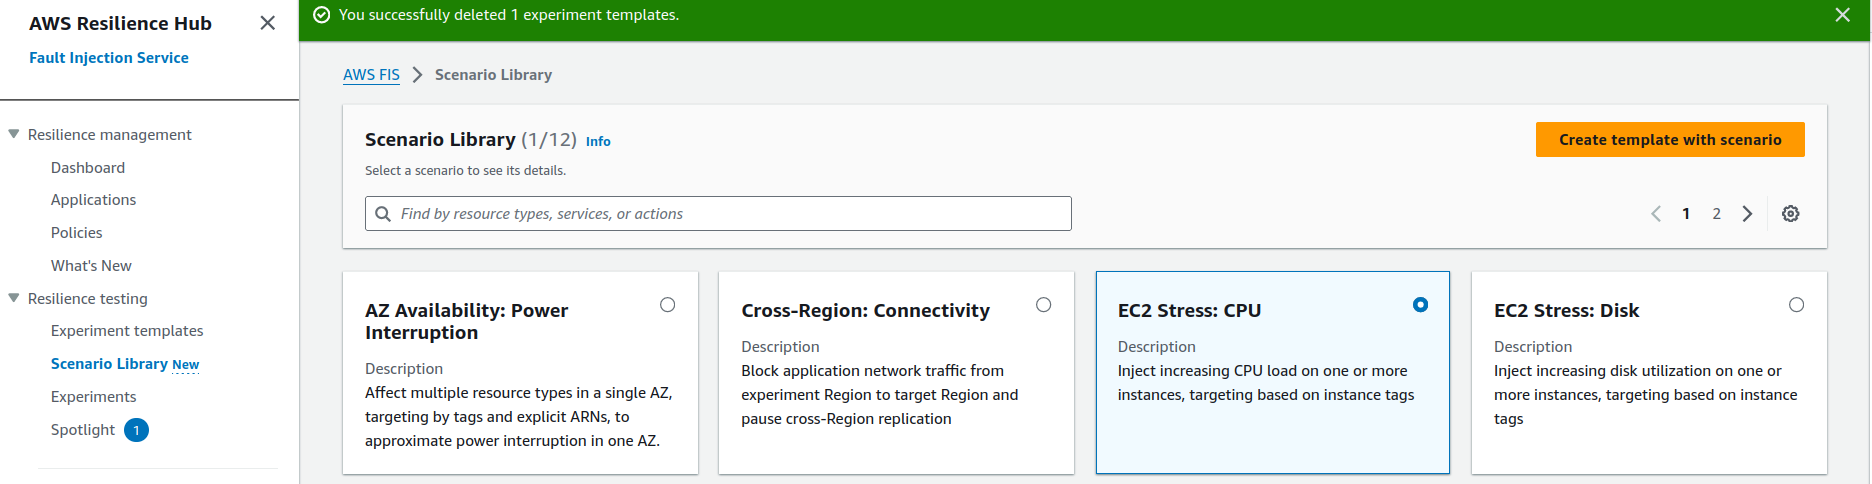 AWS Resilience Hub
Fault Injection Service
Resilience management
Dashboard
Applications
Policies
What's New
Resilience testing
Experiment templates
Scenario Library New
Experiments
Spotlight 1
You successfully deleted 1 experiment templates.
AWS FIS Scenario Library
Scenario Library (1/12) Info
Create template with scenario
Select a scenario to see its details.
Find by resource types, services, or actions
1 2
AZ Availability: Power
Interruption
Description
Affect multiple resource types in a single AZ,
targeting by tags and explicit ARNs, to
approximate power interruption in one AZ.
Cross-Region: Connectivity
Description
Block application network traffic from
experiment Region to target Region and
pause cross-Region replication
EC2 Stress: CPU
Description
Inject increasing CPU load on one or more
instances, targeting based on instance tags
EC2 Stress: Disk
Description
Inject increasing disk utilization on one or
more instances, targeting based on instance
tags